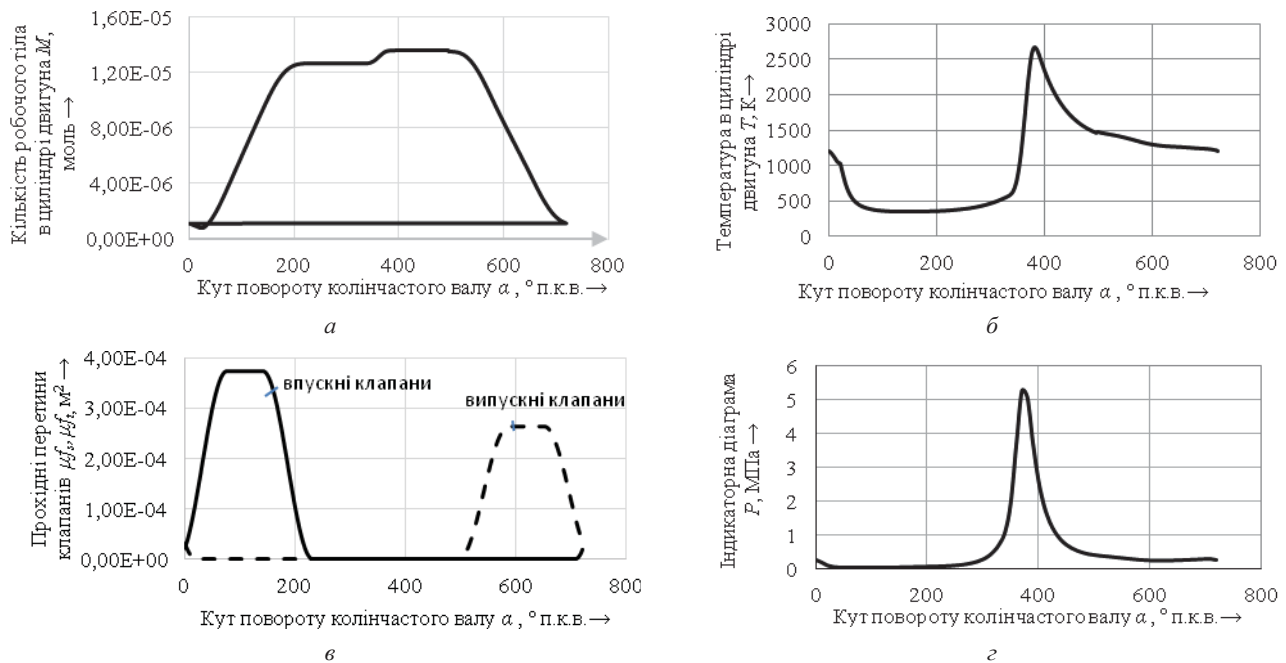 Кількість робочого тіла
в циліндрі двигуна M,
моль →
1,60E-05
1,20E-05
8,00E-06
4,00E-06
0,00E+00
0 200 400 600 800
Кут повороту колінчастого валу α , ° п.к.в.→
а
Температура в циліндрі
двигуна T, К→
3000
2500
2000
1500
1000
500
0
0 200 400 600 800
Кут повороту колінчастого валу α , ° п.к.в.→
б
Прохідні перетини
клапанів μfs, μft, м² →
4,00E-04
3,00E-04
2,00E-04
1,00E-04
0,00E+00
впускні клапани
випускні клапани
0 200 400 600 800
Кут повороту колінчастого валу α , ° п.к.в.→
в
Індикаторна діаграма
P, МПа →
6
5
4
3
2
1
0
0 200 400 600 800
Кут повороту колінчастого валу α , ° п.к.в.→
г